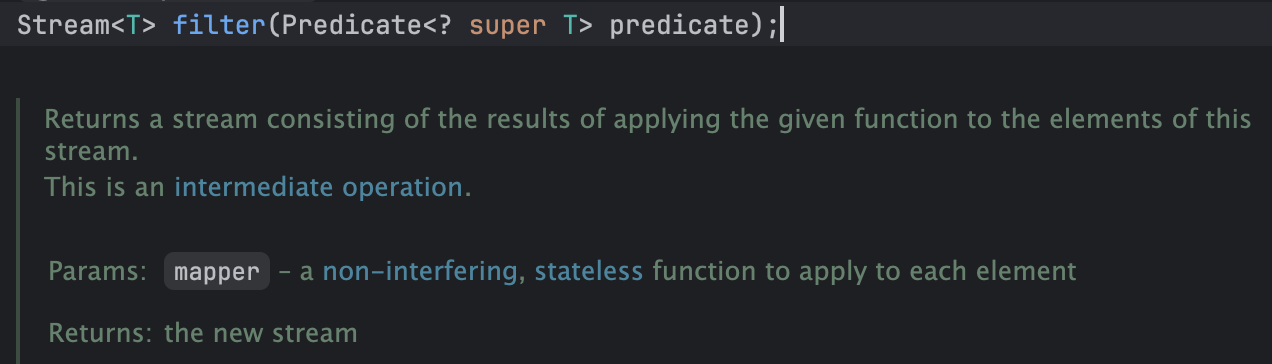 Stream<T> filter(Predicate<? super T> predicate);
Returns a stream consisting of the results of applying the given function to the elements of this
stream.
This is an intermediate operation.
Params: mapper – a non-interfering, stateless function to apply to each element
Returns: the new stream